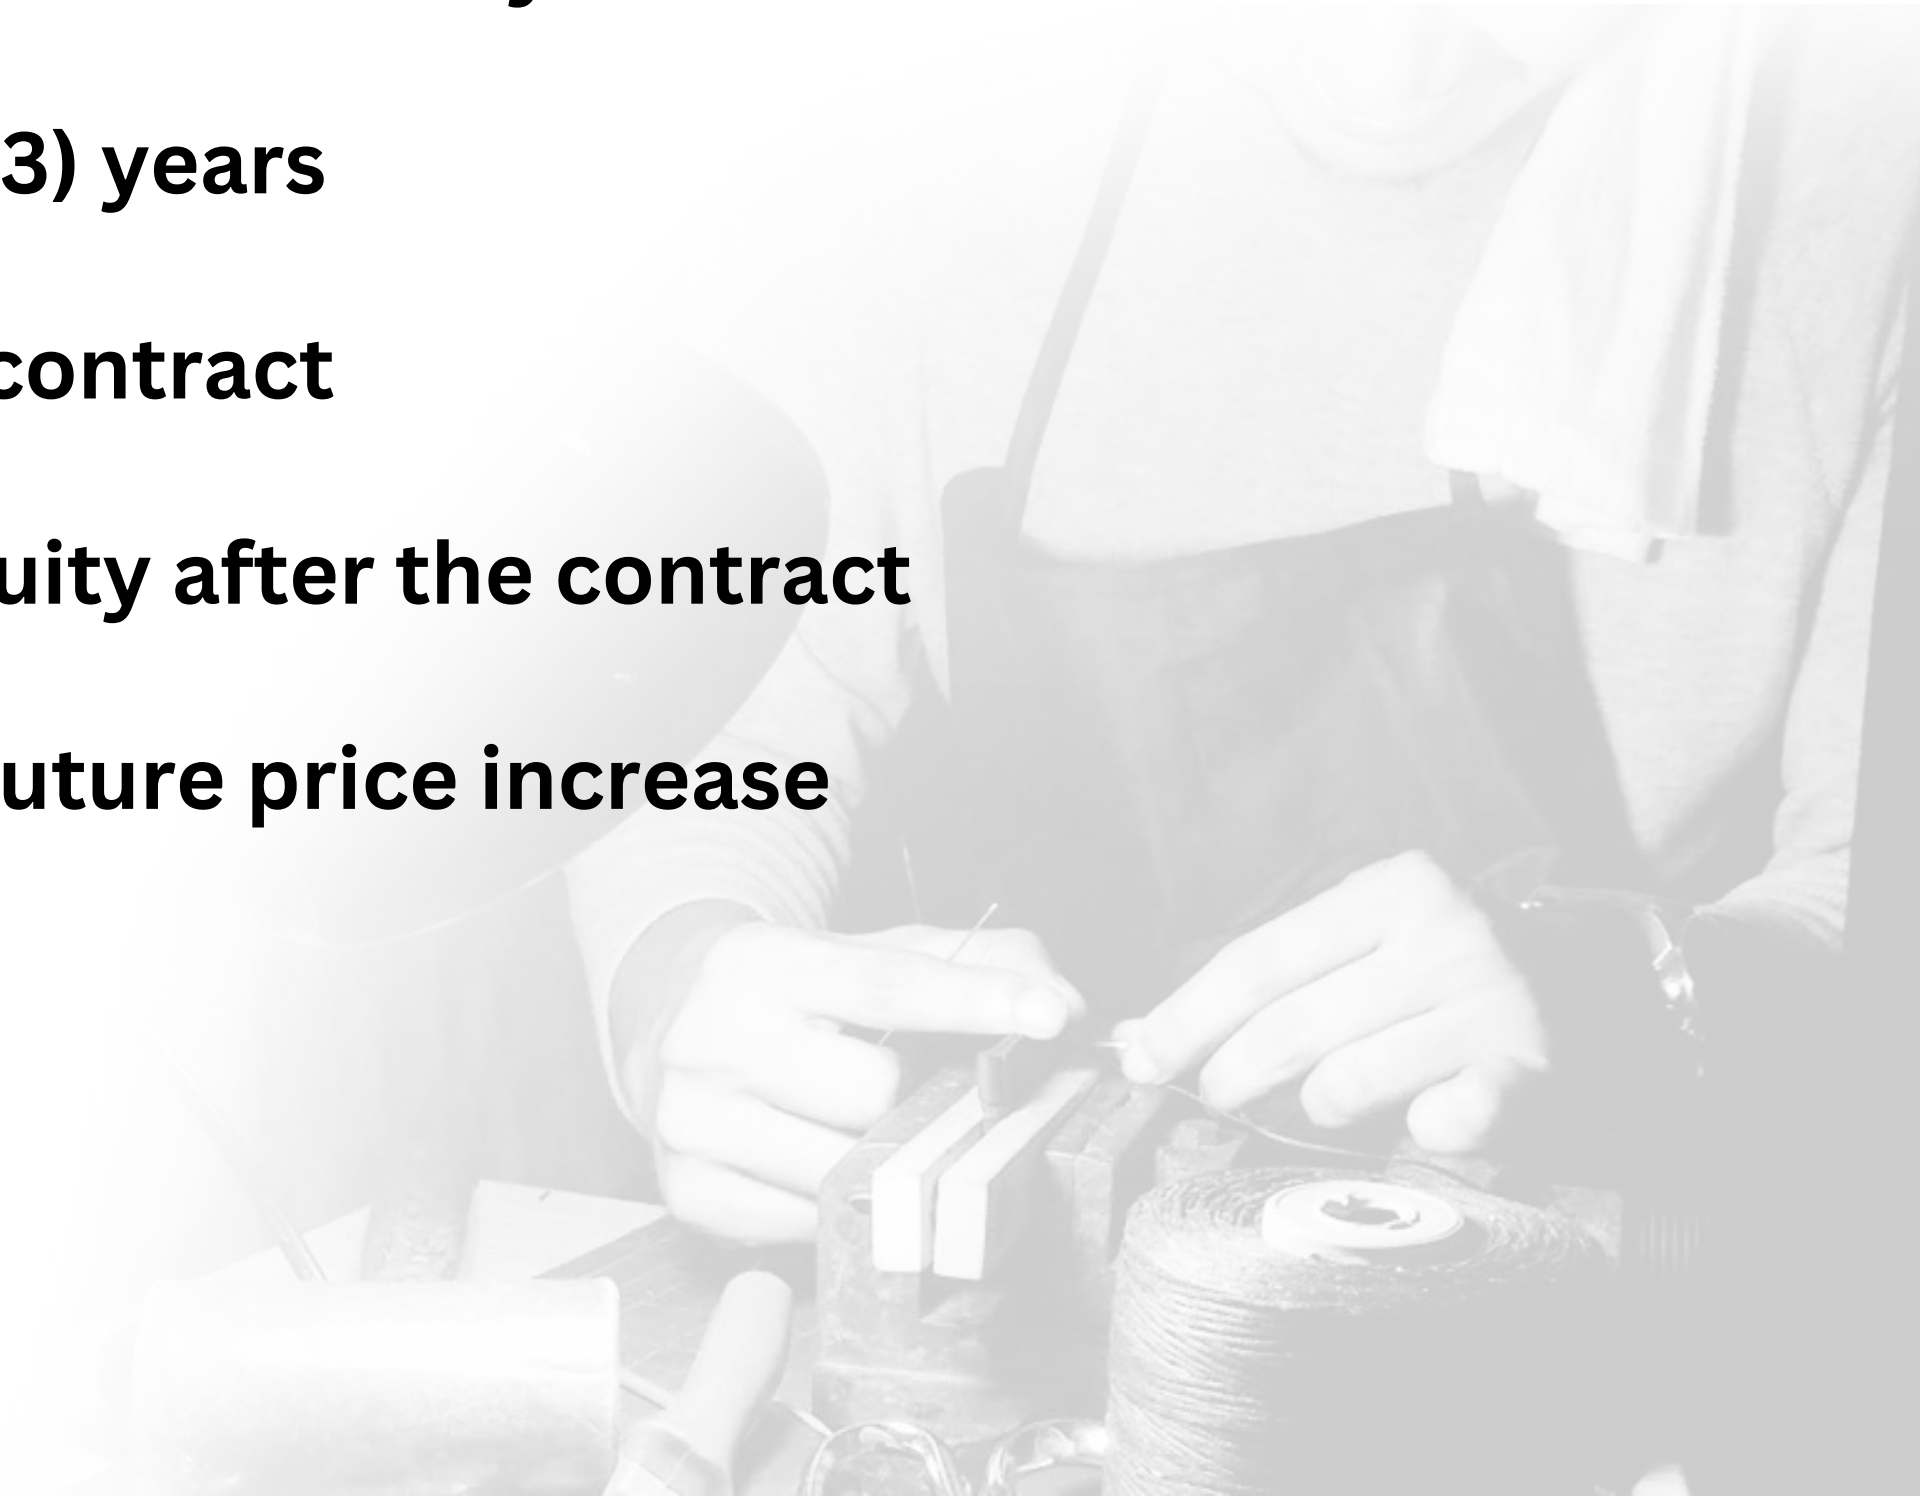 3) years
contract
uity after the contract
uture price increase